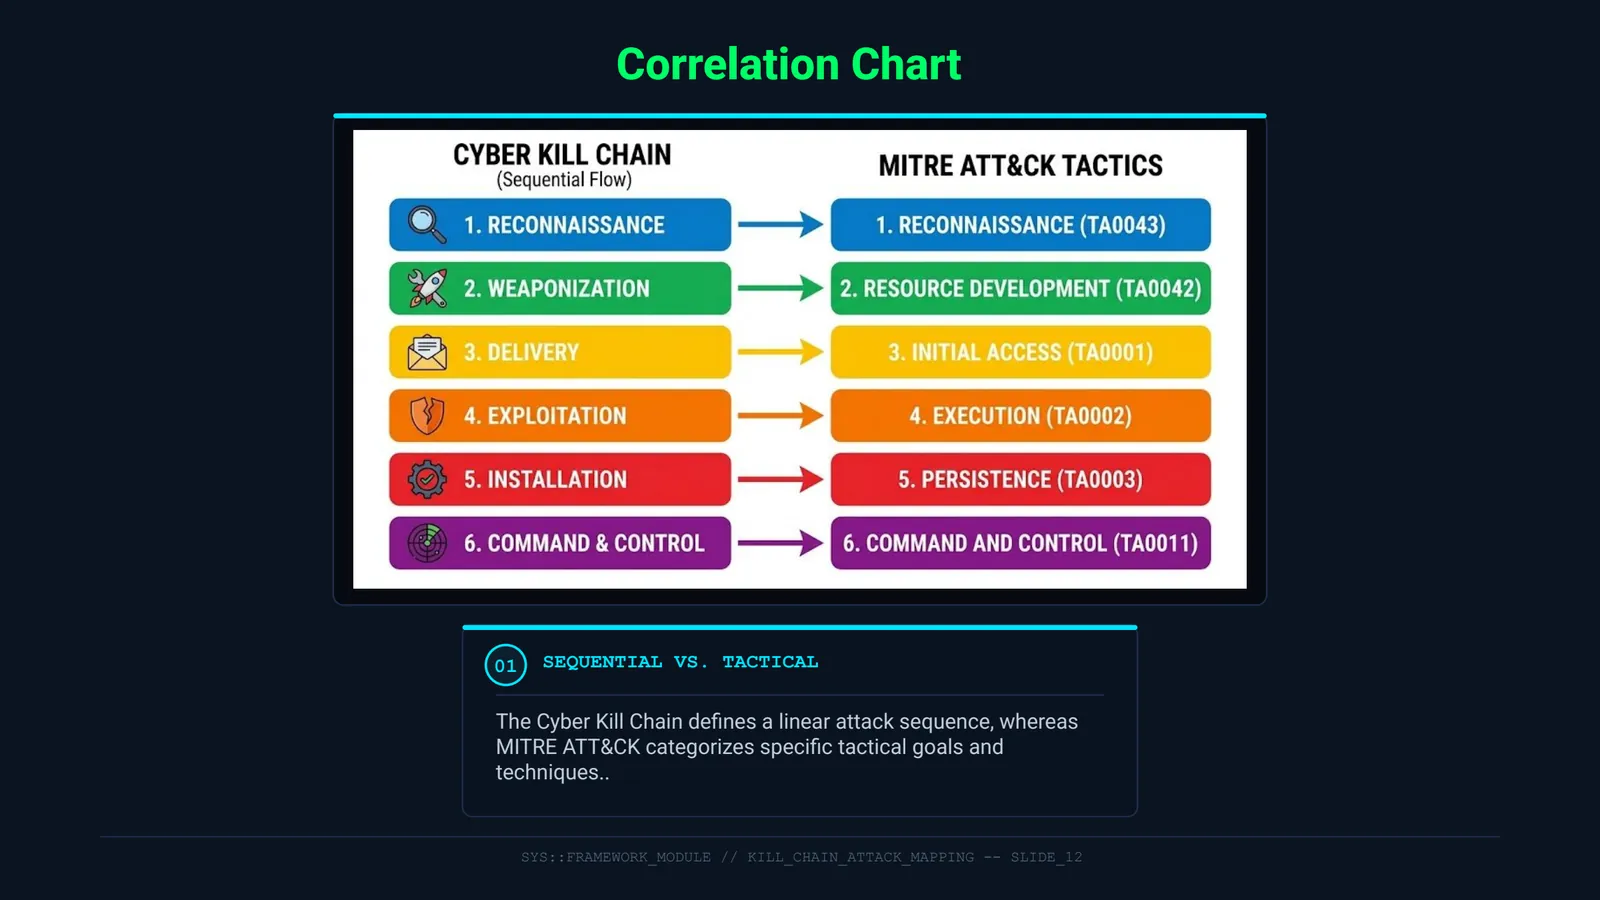 Correlation Chart
CYBER KILL CHAIN
(Sequential Flow)
MITRE ATT&CK TACTICS
1. RECONNAISSANCE
1. RECONNAISSANCE (TA0043)
2. WEAPONIZATION
2. RESOURCE DEVELOPMENT (TA0042)
3. DELIVERY
3. INITIAL ACCESS (TA0001)
4. EXPLOITATION
4. EXECUTION (TA0002)
5. INSTALLATION
5. PERSISTENCE (TA0003)
6. COMMAND & CONTROL
6. COMMAND AND CONTROL (TA0011)
01
SEQUENTIAL VS. TACTICAL
The Cyber Kill Chain defines a linear attack sequence, whereas
MITRE ATT&CK categorizes specific tactical goals and
techniques..
SYS::FRAMEWORK_MODULE // KILL_CHAIN_ATTACK_MAPPING -- SLIDE_12